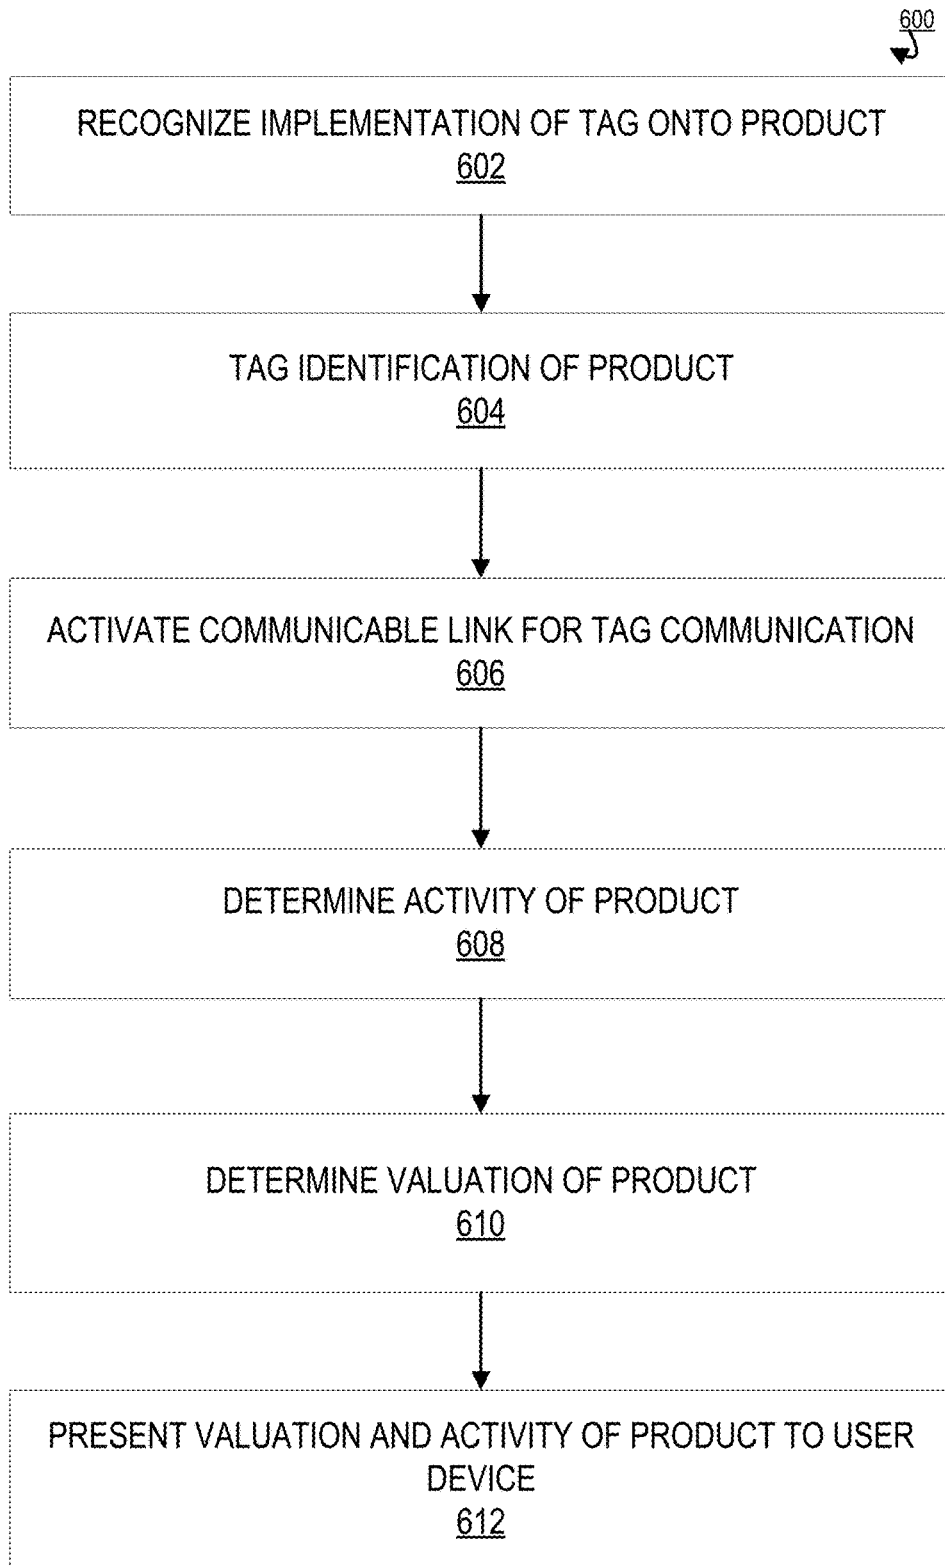 600
RECOGNIZE IMPLEMENTATION OF TAG ONTO PRODUCT
602
TAG IDENTIFICATION OF PRODUCT
604
ACTIVATE COMMUNICABLE LINK FOR TAG COMMUNICATION
606
DETERMINE ACTIVITY OF PRODUCT
608
DETERMINE VALUATION OF PRODUCT
610
PRESENT VALUATION AND ACTIVITY OF PRODUCT TO USER
DEVICE
612